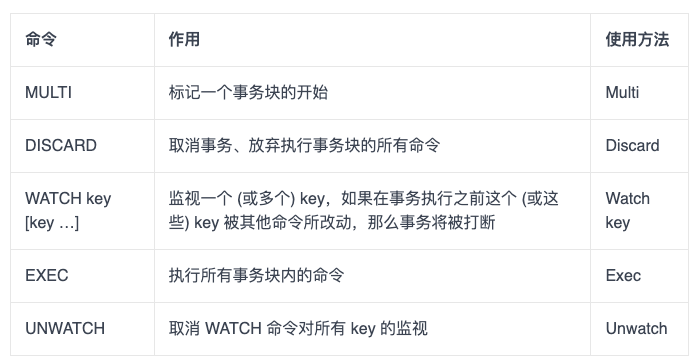 命令 作用 使用方法
MULTI 标记一个事务块的开始 Multi
DISCARD 取消事务、放弃执行事务块的所有命令 Discard
WATCH key 监视一个 (或多个) key，如果在事务执行之前这个 (或这 Watch
[key …] 些) key 被其他命令所改动，那么事务将被打断 key
EXEC 执行所有事务块内的命令 Exec
UNWATCH 取消 WATCH 命令对所有 key 的监视 Unwatch